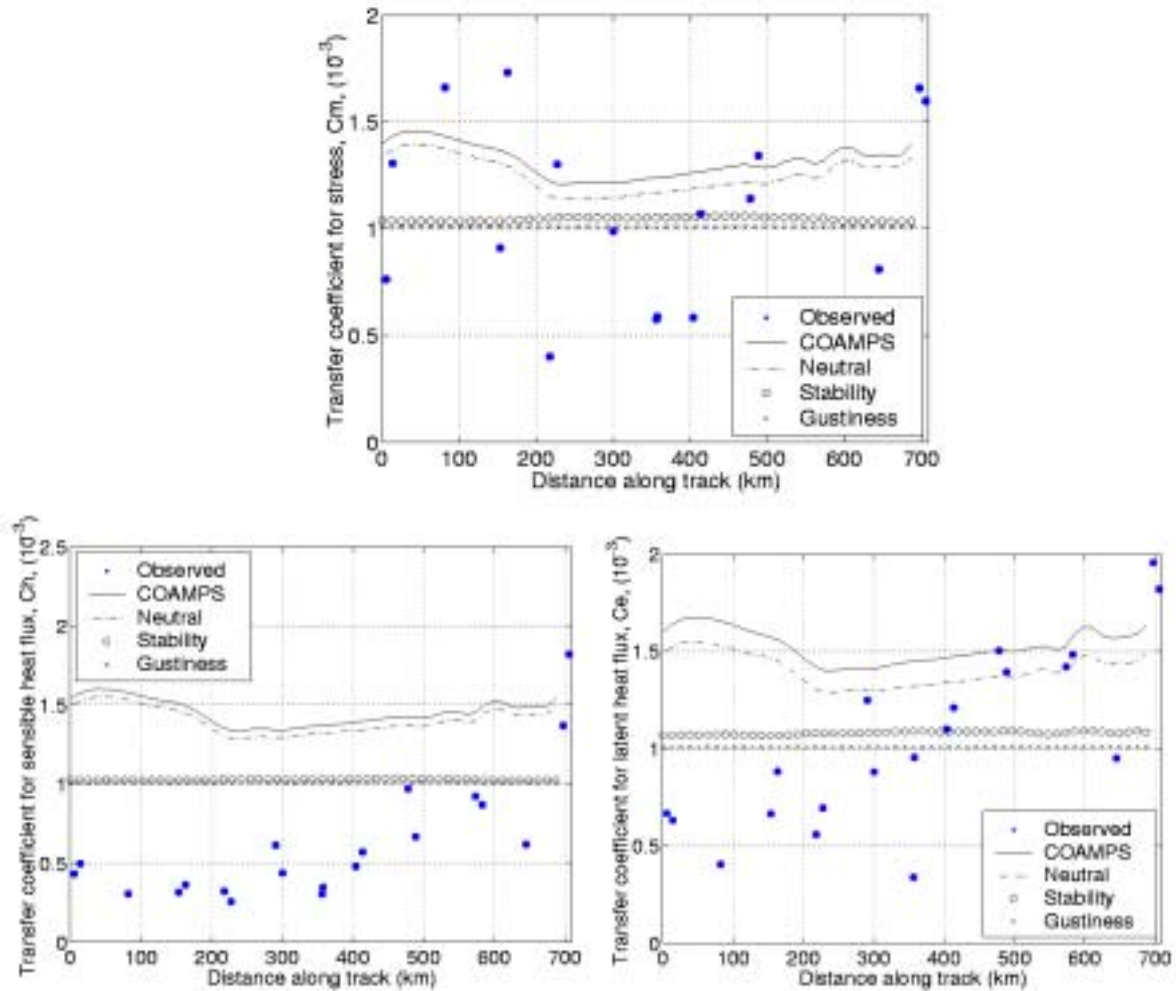 2
1.5
1
0.5
0
Transfer coefficient for stress, Cm, (10⁻³)
Observed
COAMPS
Neutral
Stability
Gustiness
0 100 200 300 400 500 600 700
Distance along track (km)
2.5
2
1.5
1
0.5
0
Transfer coefficient for sensible heat flux, Ch, (10⁻³)
Observed
COAMPS
Neutral
Stability
Gustiness
0 100 200 300 400 500 600 700
Distance along track (km)
2
1.5
1
0.5
0
Transfer coefficient for latent heat flux, Ce, (10⁻³)
Observed
COAMPS
Neutral
Stability
Gustiness
0 100 200 300 400 500 600 700
Distance along track (km)